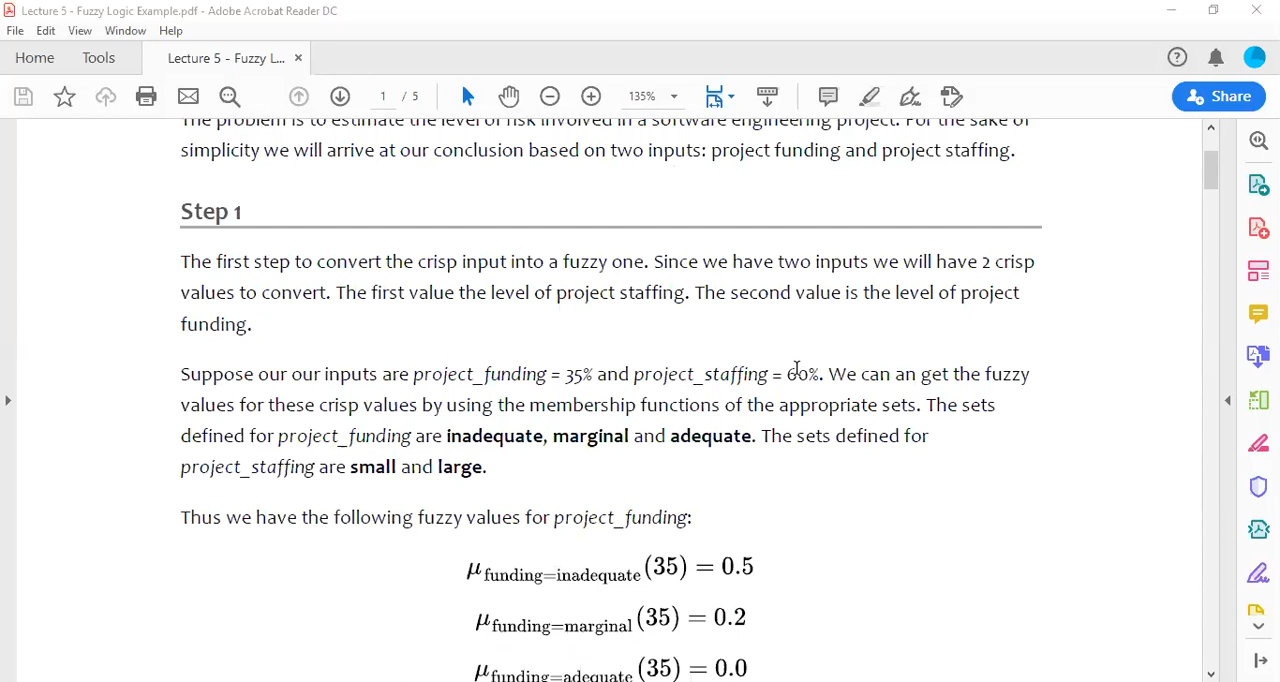 Lecture 5 - Fuzzy Logic Example.pdf - Adobe Acrobat Reader DC
File Edit View Window Help
Home Tools Lecture 5 - Fuzzy L... ×
1 / 5 135% Share
The problem is to estimate the level of risk involved in a software engineering project. For the sake of
simplicity we will arrive at our conclusion based on two inputs: project funding and project staffing.
Step 1
The first step to convert the crisp input into a fuzzy one. Since we have two inputs we will have 2 crisp
values to convert. The first value the level of project staffing. The second value is the level of project
funding.
Suppose our our inputs are project_funding = 35% and project_staffing = 60%. We can an get the fuzzy
values for these crisp values by using the membership functions of the appropriate sets. The sets
defined for project_funding are inadequate, marginal and adequate. The sets defined for
project_staffing are small and large.
Thus we have the following fuzzy values for project_funding:
μ funding=inadequate (35) = 0.5
μ funding=marginal (35) = 0.2
μ funding=adequate (35) = 0.0